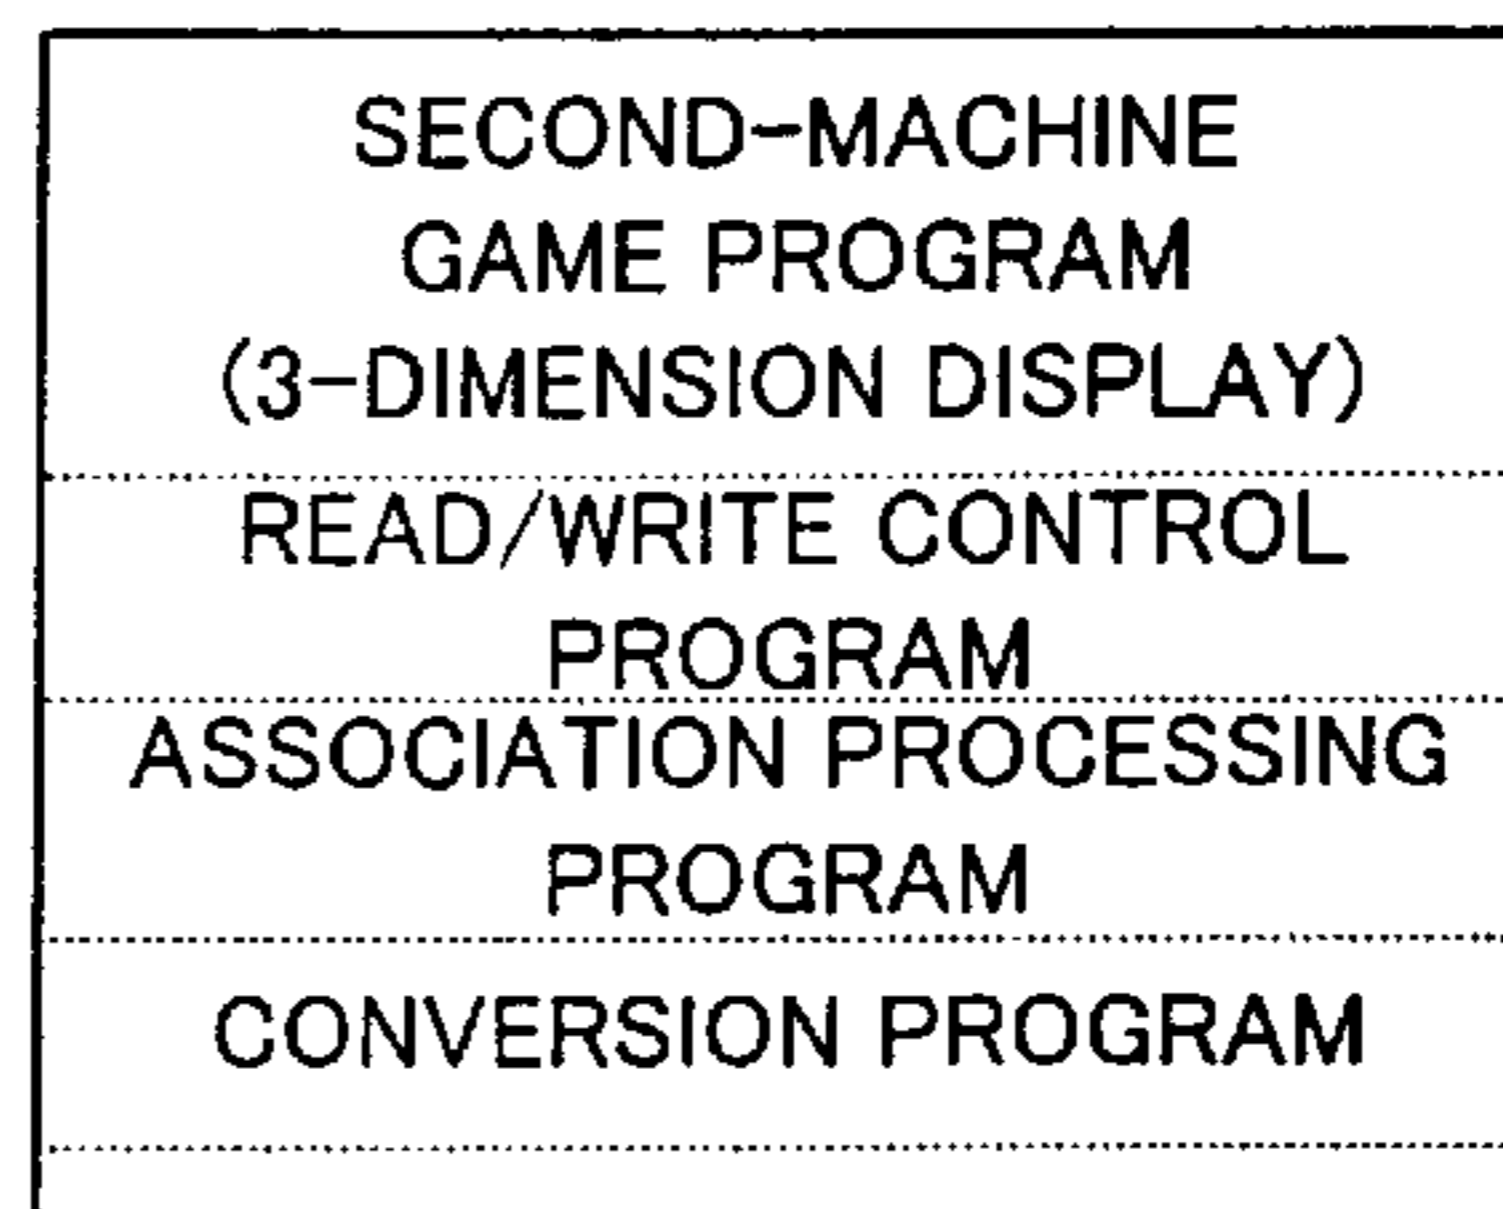 SECOND-MACHINE
GAME PROGRAM
(3-DIMENSION DISPLAY)
READ/WRITE CONTROL
PROGRAM
ASSOCIATION PROCESSING
PROGRAM
CONVERSION PROGRAM